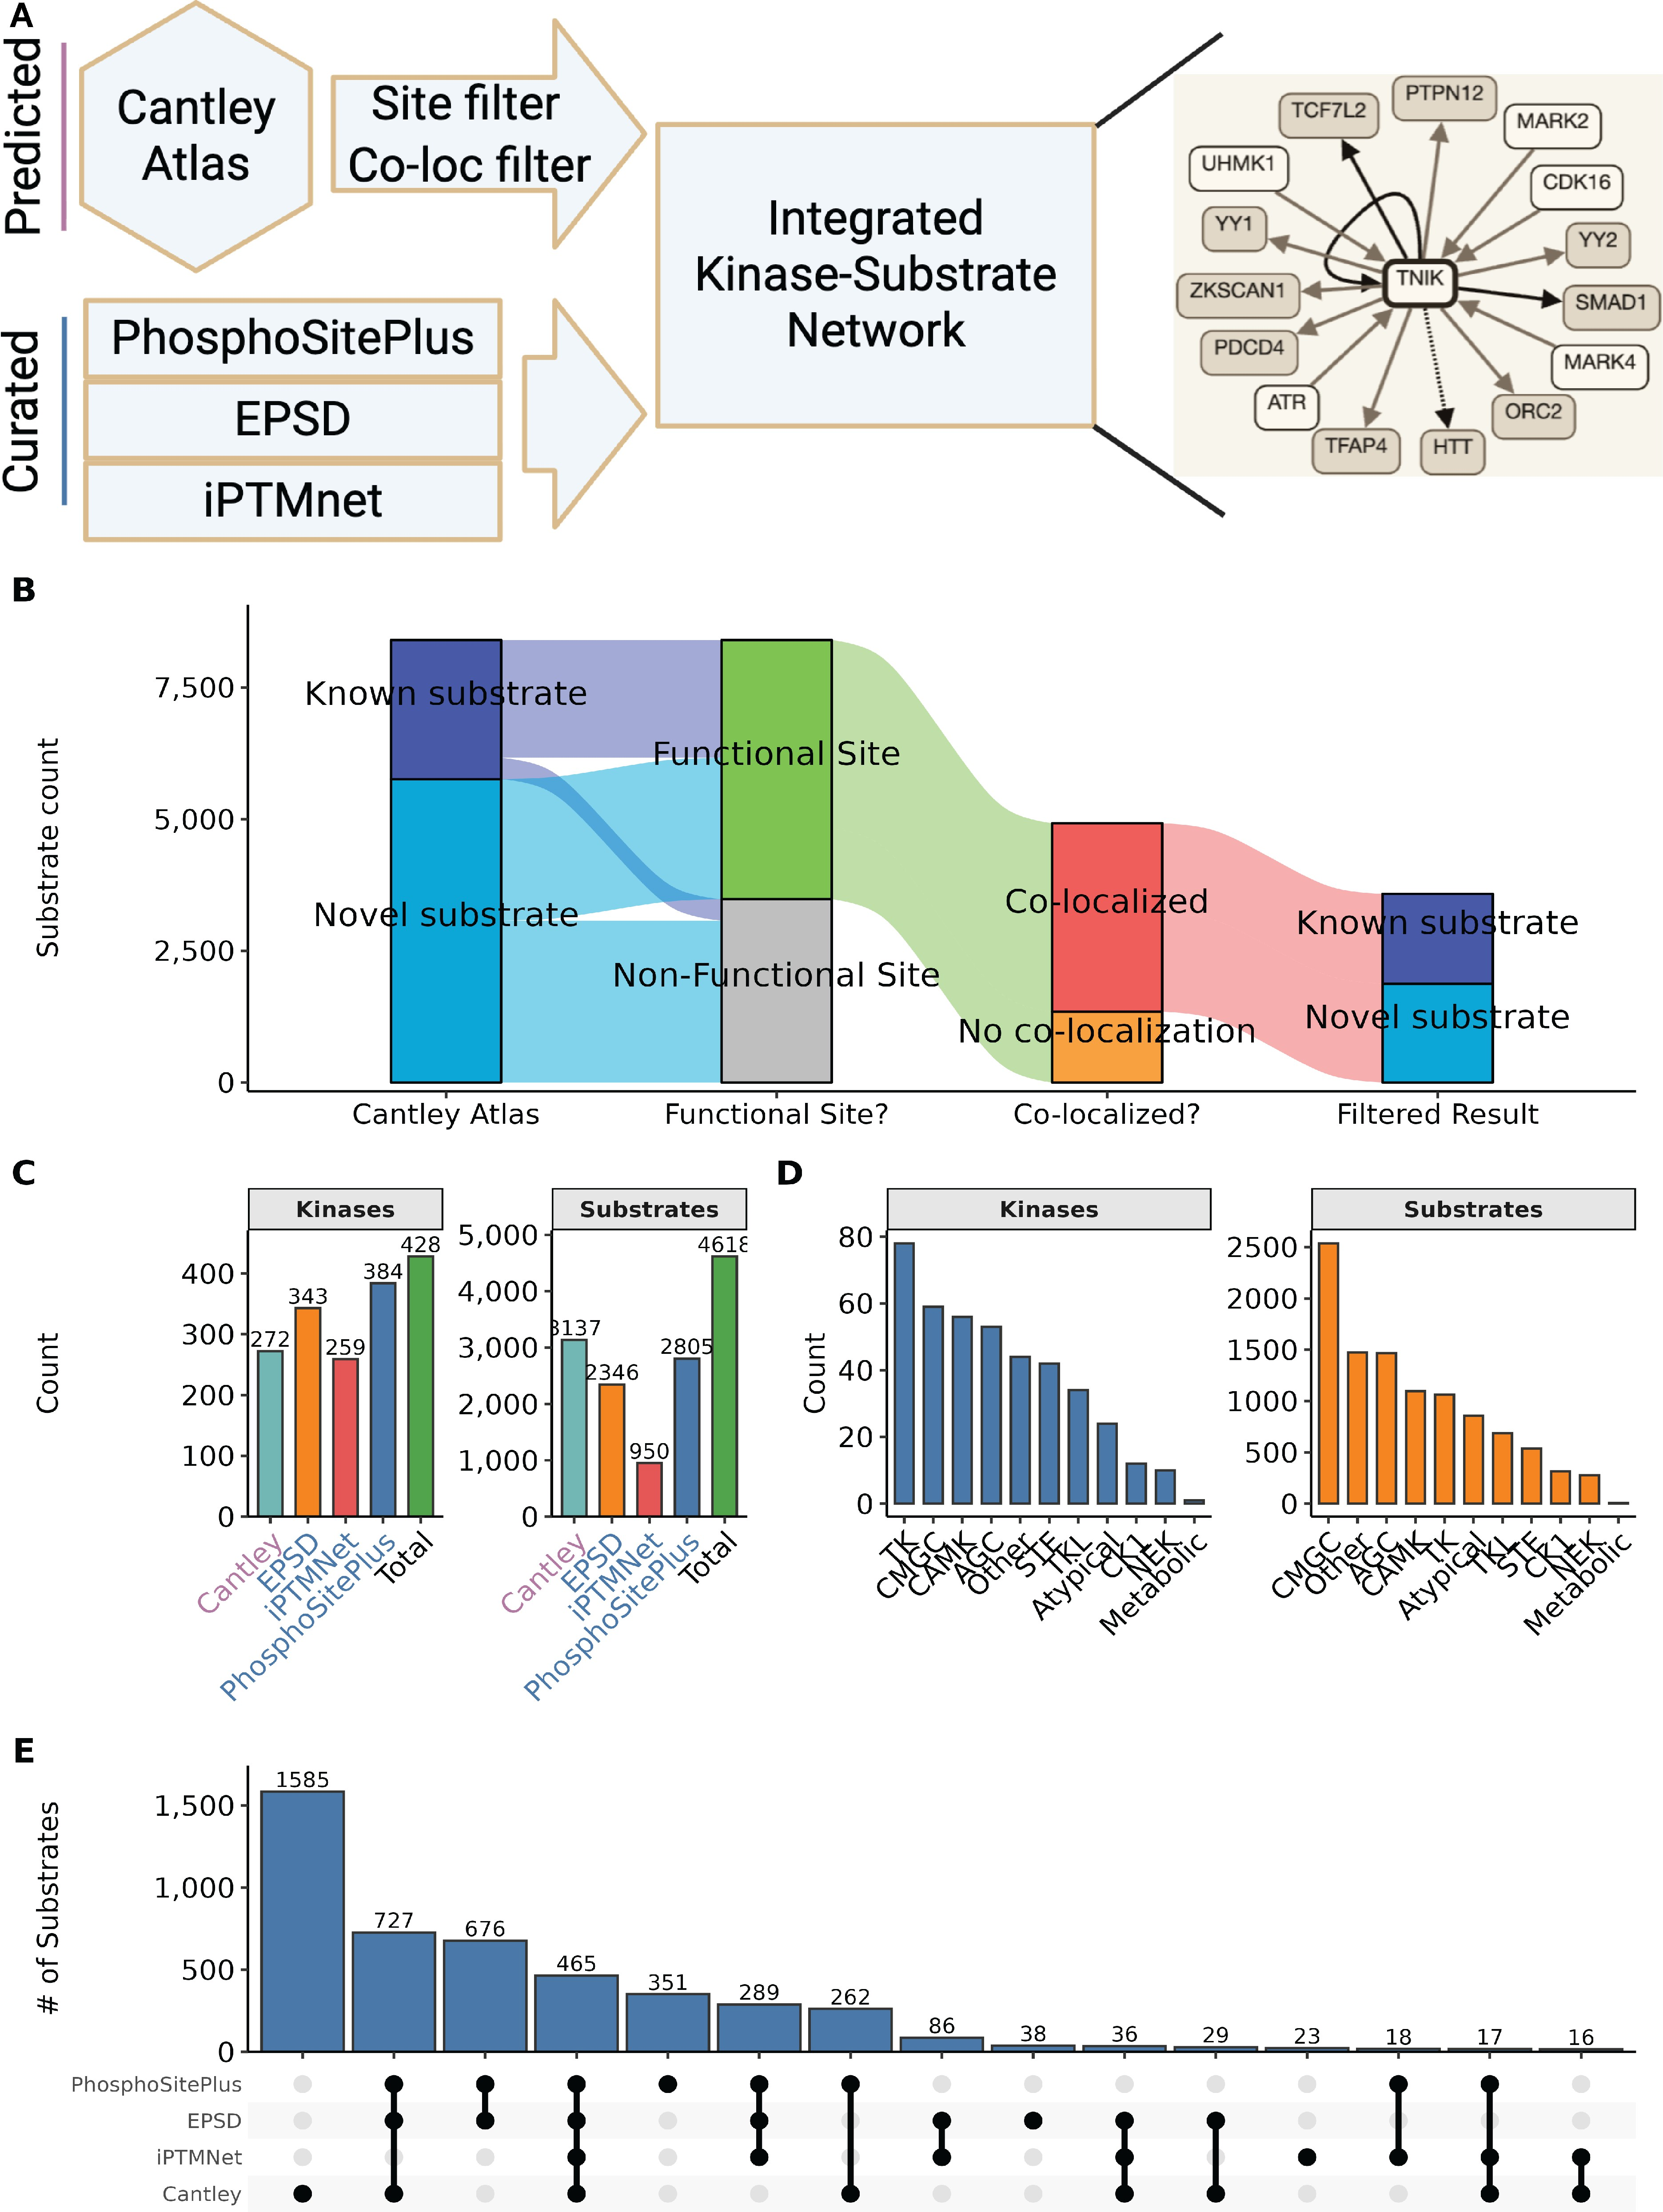 A
Predicted
Cantley
Atlas
Site filter
Co-loc filter
Curated
PhosphoSitePlus
EPSD
iPTMnet
Integrated
Kinase-Substrate
Network
TCF7L2
PTPN12
MARK2
UHMK1
CDK16
YY1
YY2
TNIK
ZKSCAN1
SMAD1
PDCD4
MARK4
ATR
ORC2
TFAP4
HTT
B
Substrate count
7,500
5,000
2,500
0
Known substrate
Novel substrate
Functional Site
Non-Functional Site
Co-localized
No co-localization
Known substrate
Novel substrate
Cantley Atlas
Functional Site?
Co-localized?
Filtered Result
C
Kinases
Count
400
300
200
100
0
272
343
259
384
428
Cantley
EPSD
iPTMNet
PhosphoSitePlus
Total
Substrates
5,000
4,000
3,000
2,000
1,000
0
3137
2346
950
2805
4618
Cantley
EPSD
iPTMNet
PhosphoSitePlus
Total
D
Kinases
Count
80
60
40
20
0
TK
CMGC
CAMK
AGC
Other
STE
TKL
Atypical
CK1
NEK
Metabolic
Substrates
2500
2000
1500
1000
500
0
CMGC
Other
AGC
CAMK
TK
Atypical
TKL
STE
CK1
NEK
Metabolic
E
# of Substrates
1,500
1,000
500
0
1585
727
676
465
351
289
262
86
38
36
29
23
18
17
16
PhosphoSitePlus
EPSD
iPTMNet
Cantley